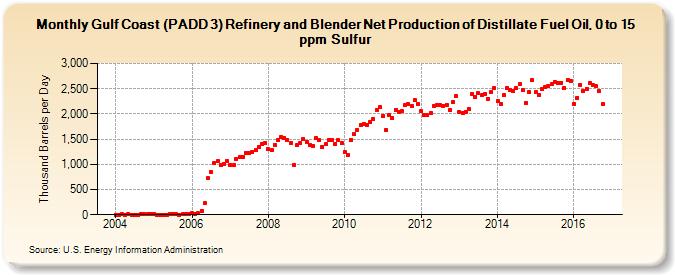 Monthly Gulf Coast (PADD 3) Refinery and Blender Net Production of Distillate Fuel Oil, 0 to 15
ppm Sulfur
Thousand Barrels per Day
3,000
2,500
2,000
1,500
1,000
500
0
2004 2006 2008 2010 2012 2014 2016
Source: U.S. Energy Information Administration